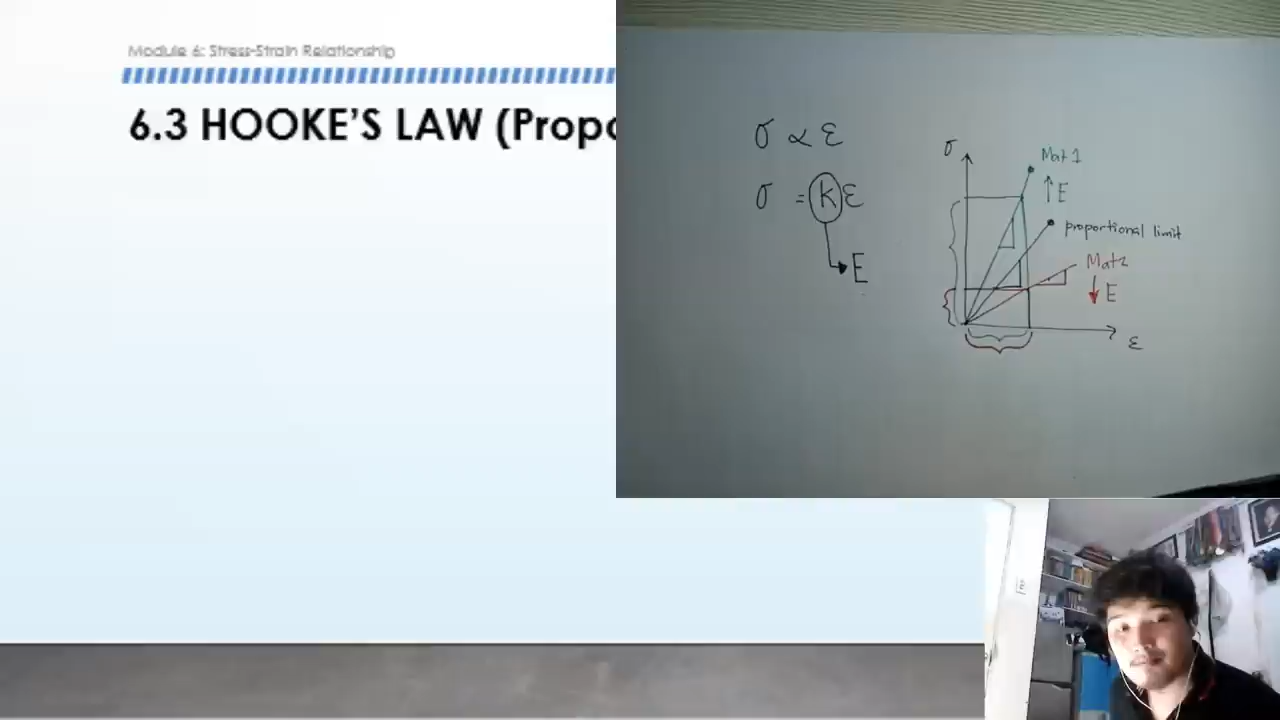 Module 6: Stress-Strain Relationship
6.3 HOOKE'S LAW (Propo
σ ∝ ε
σ = k ε
E
σ
Mat 1
↑E
proportional limit
Mat 2
↓E
ε